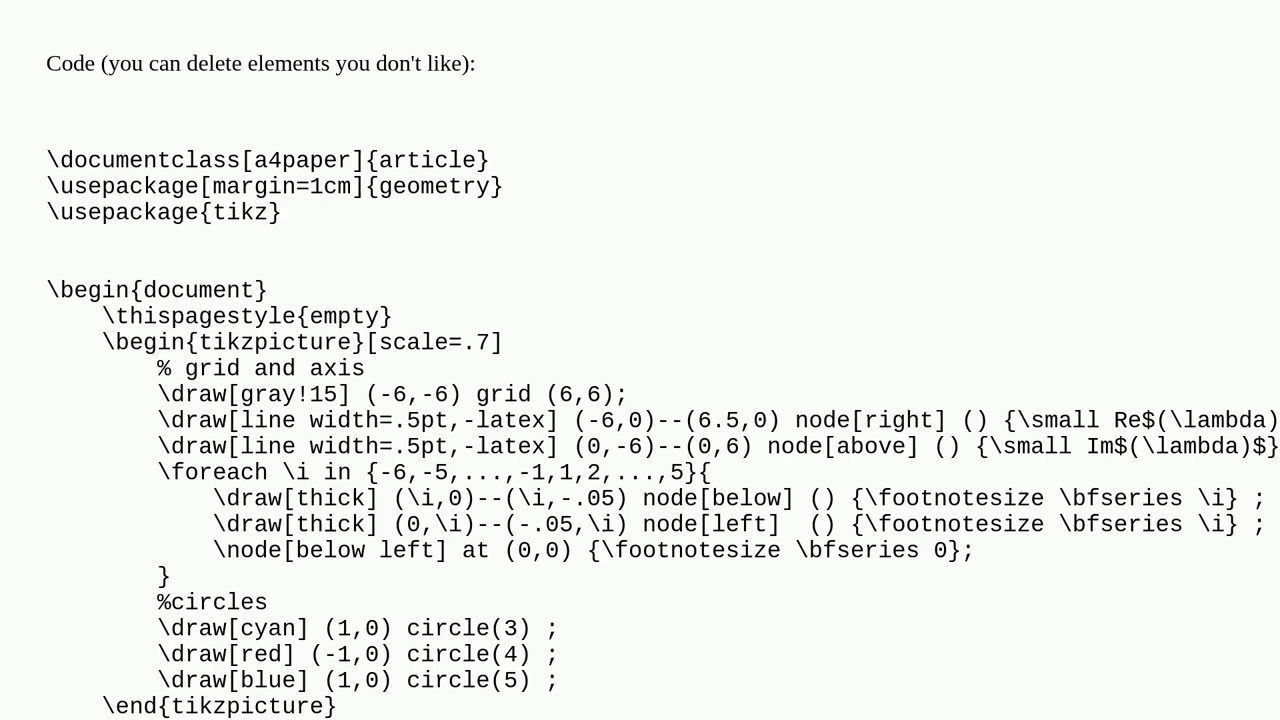 Code (you can delete elements you don't like):
\documentclass[a4paper]{article}
\usepackage[margin=1cm]{geometry}
\usepackage{tikz}
\begin{document}
\thispagestyle{empty}
\begin{tikzpicture}[scale=.7]
% grid and axis
\draw[gray!15] (-6,-6) grid (6,6);
\draw[line width=.5pt,-latex] (-6,0)--(6.5,0) node[right] () {\small Re$(\lambda)
\draw[line width=.5pt,-latex] (0,-6)--(0,6) node[above] () {\small Im$(\lambda)$}
\foreach \i in {-6,-5,...,-1,1,2,...,5}{
\draw[thick] (\i,0)--(\i,-.05) node[below] () {\footnotesize \bfseries \i} ;
\draw[thick] (0,\i)--(-.05,\i) node[left]  () {\footnotesize \bfseries \i} ;
\node[below left] at (0,0) {\footnotesize \bfseries 0};
}
%circles
\draw[cyan] (1,0) circle(3) ;
\draw[red] (-1,0) circle(4) ;
\draw[blue] (1,0) circle(5) ;
\end{tikzpicture}